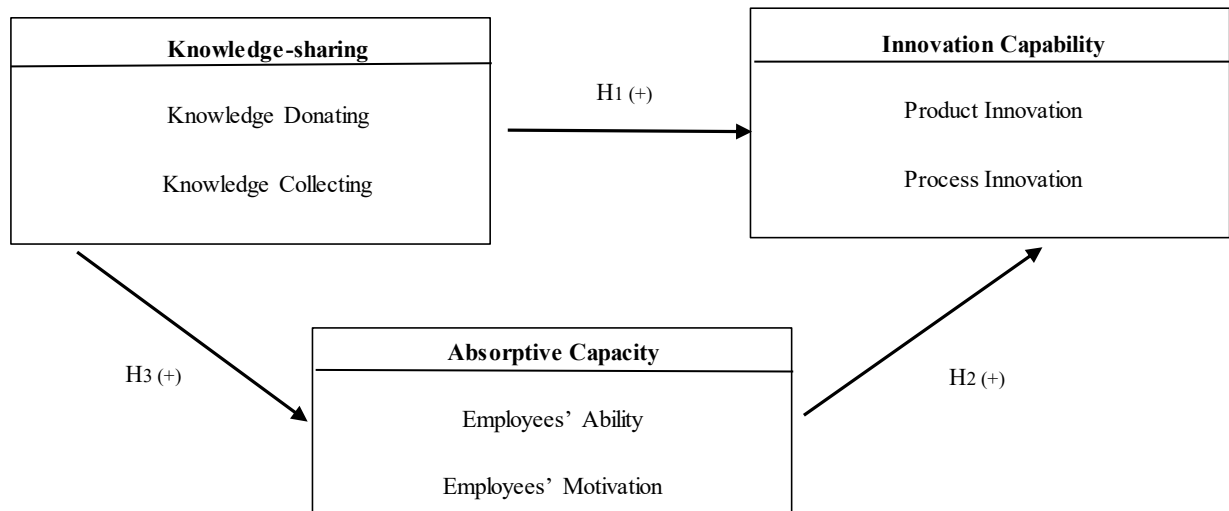 Knowledge-sharing
Knowledge Donating
Knowledge Collecting
H1 (+)
Innovation Capability
Product Innovation
Process Innovation
H3 (+)
Absorptive Capacity
Employees’ Ability
Employees’ Motivation
H2 (+)